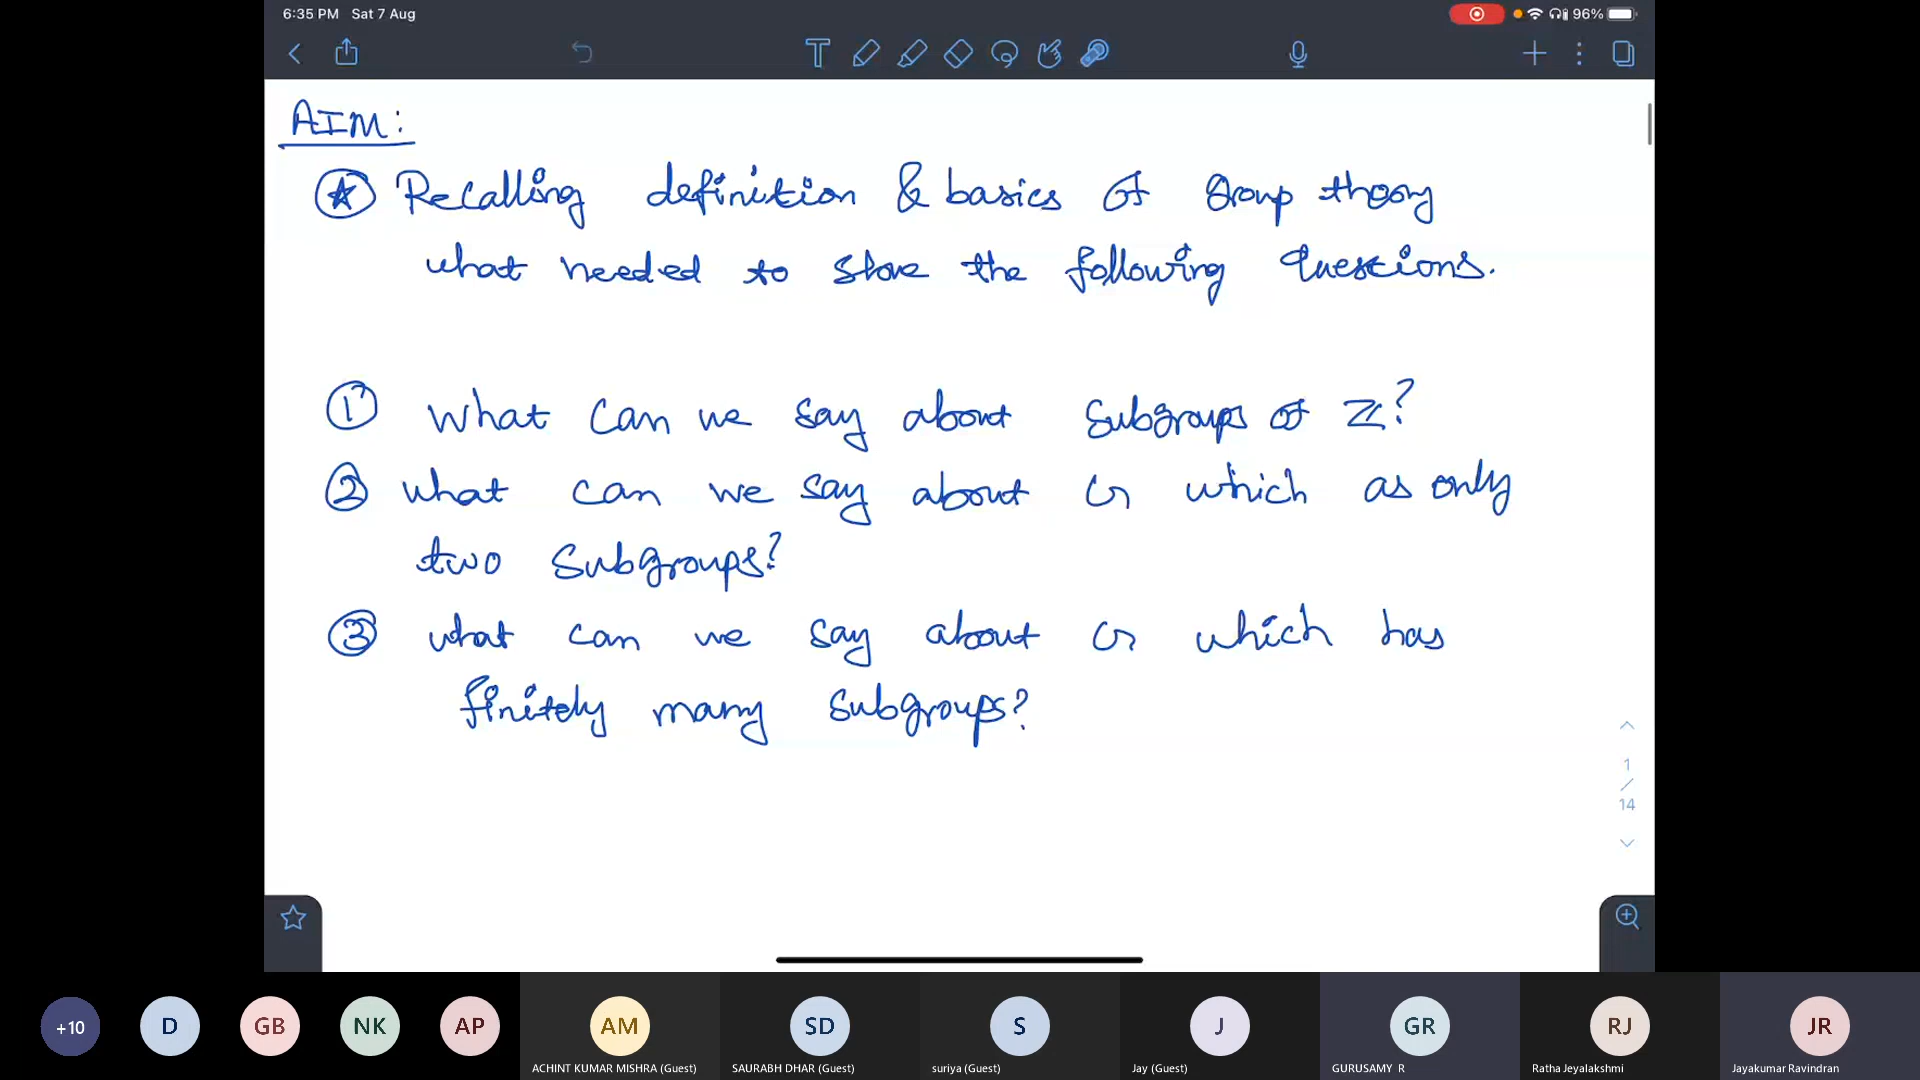 6:35 PM Sat 7 Aug
96%
AIM:
Recalling definition & basics of Group theory
what needed to slove the following Questions.
① What can we say about Subgroups of ℤ?
② what can we say about G which as only
two Subgroups?
③ what can we say about G which has
finitely many Subgroups?
1
/
14
+10
D
GB
NK
AP
AM
SD
S
J
GR
RJ
JR
ACHINT KUMAR MISHRA (Guest)
SAURABH DHAR (Guest)
suriya (Guest)
Jay (Guest)
GURUSAMY R
Ratha Jeyalakshmi
Jayakumar Ravindran